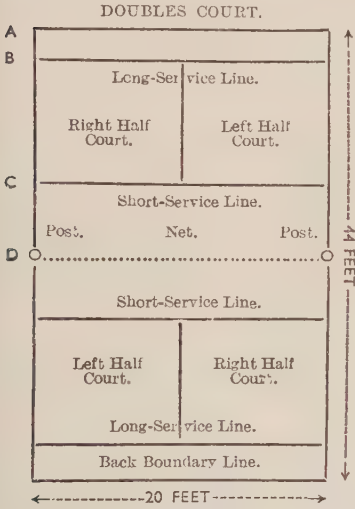 DOUBLES COURT.
A
B
Long-Service Line.
Right Half Left Half
Court. Court.
C
Short-Service Line.
Post. Net. Post.
D
44 FEET
Short-Service Line.
Left Half Right Half
Court. Court.
Long-Service Line.
Back Boundary Line.
20 FEET